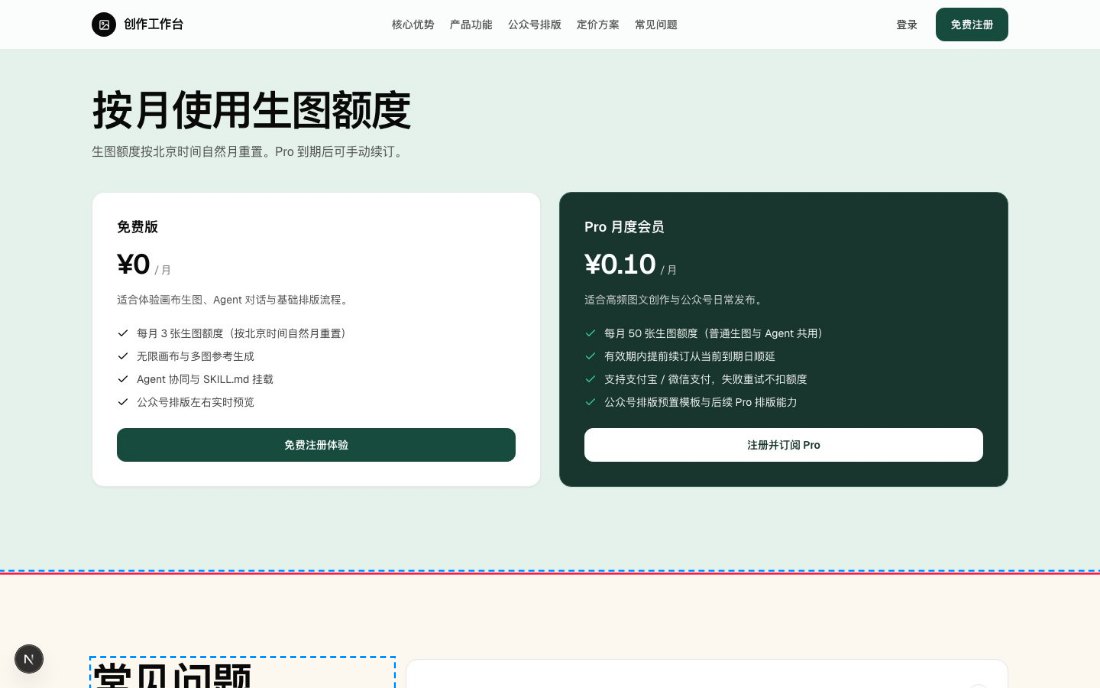 创作工作台
核心优势 产品功能 公众号排版 定价方案 常见问题
登录
免费注册
按月使用生图额度
生图额度按北京时间自然月重置。Pro 到期后可手动续订。
免费版
¥0 / 月
适合体验画布生图、Agent 对话与基础排版流程。
每月 3 张生图额度（按北京时间自然月重置）
无限画布与多图参考生成
Agent 协同与 SKILL.md 挂载
公众号排版左右实时预览
免费注册体验
Pro 月度会员
¥0.10 / 月
适合高频图文创作与公众号日常发布。
每月 50 张生图额度（普通生图与 Agent 共用）
有效期内提前续订从当前到期日顺延
支持支付宝 / 微信支付，失败重试不扣额度
公众号排版预置模板与后续 Pro 排版能力
注册并订阅 Pro
N
常见问题